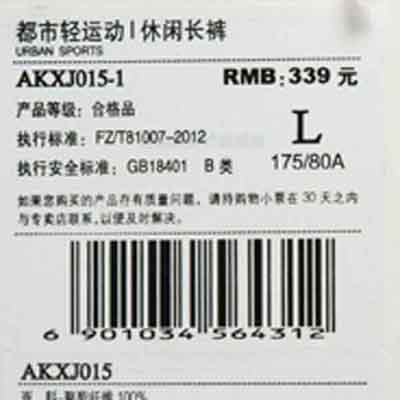 都市轻运动 | 休闲长裤
URBAN SPORTS
AKXJ015-1 RMB: 339 元
产品等级: 合格品
执行标准: FZ/T81007-2012
L
执行安全标准: GB18401 B 类
175/80A
如果您购买的产品存有质量问题, 请持购物小票在 30 天之内
与专卖店联系, 以便及时解决。
6 901034 564312
AKXJ015
100%